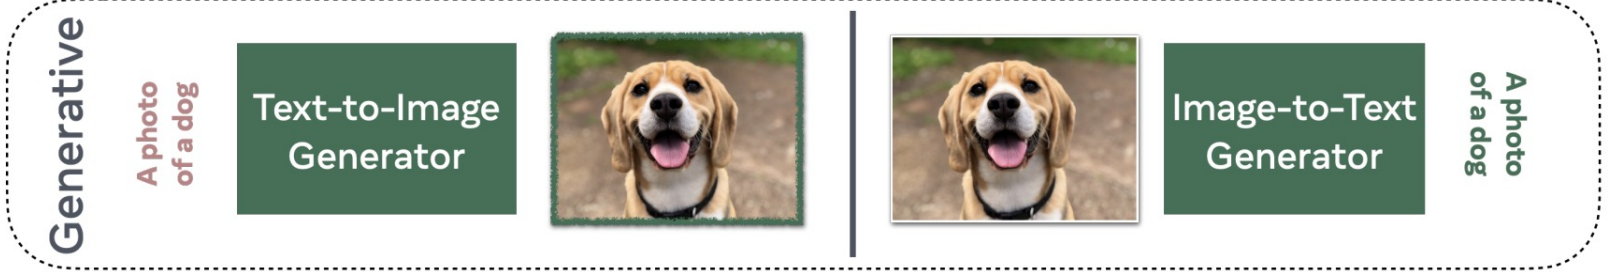 Generative
A photo
of a dog
Text-to-Image
Generator
Image-to-Text
Generator
A photo
of a dog